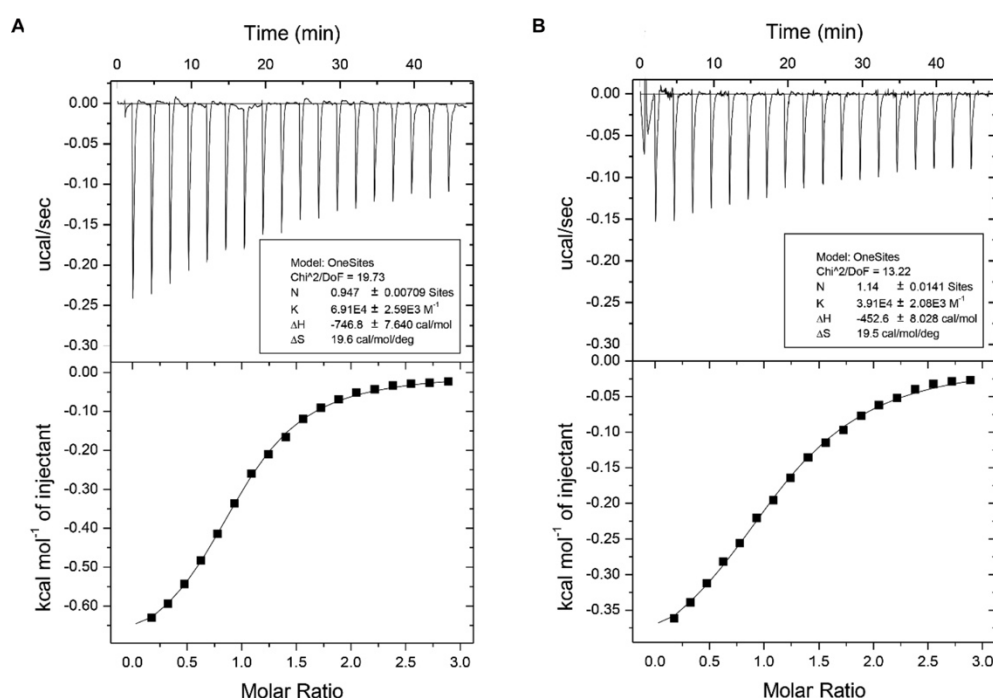 A
Time (min)
0 10 20 30 40
0.00
-0.05
-0.10
-0.15
-0.20
-0.25
-0.30
ucal/sec
Model: OneSites
Chi^2/DoF = 19.73
N 0.947 ± 0.00709 Sites
K 6.91E4 ± 2.59E3 M⁻¹
ΔH -746.8 ± 7.640 cal/mol
ΔS 19.6 cal/mol/deg
0.00
-0.10
-0.20
-0.30
-0.40
-0.50
-0.60
kcal mol⁻¹ of injectant
0.0 0.5 1.0 1.5 2.0 2.5 3.0
Molar Ratio
B
Time (min)
0 10 20 30 40
0.00
-0.05
-0.10
-0.15
-0.20
-0.25
-0.30
ucal/sec
Model: OneSites
Chi^2/DoF = 13.22
N 1.14 ± 0.0141 Sites
K 3.91E4 ± 2.08E3 M⁻¹
ΔH -452.6 ± 8.028 cal/mol
ΔS 19.5 cal/mol/deg
0.00
-0.05
-0.10
-0.15
-0.20
-0.25
-0.30
-0.35
kcal mol⁻¹ of injectant
0.0 0.5 1.0 1.5 2.0 2.5 3.0
Molar Ratio